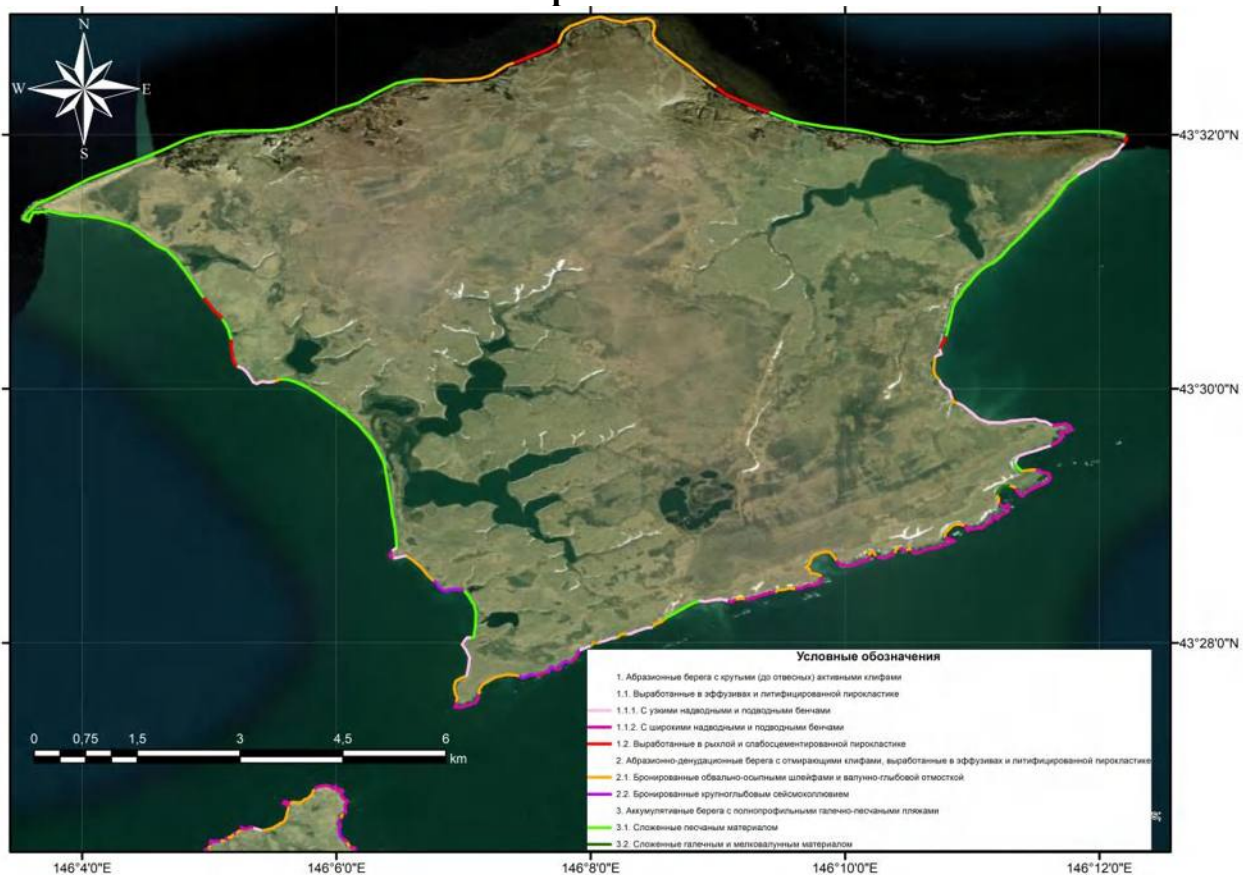 N
W E
S
43°32'0"N
43°30'0"N
43°28'0"N
0 0,75 1,5 3 4,5 6
km
Условные обозначения
1. Абразионные берега с крутыми (до отвесных) активными клифами
1.1. Выработанные в эффузивах и литифицированной пирокластике
1.1.1. С узкими надводными и подводными бенчами
1.1.2. С широкими надводными и подводными бенчами
1.2. Выработанные в рыхлой и слабосцементированной пирокластике
2. Абразионно-денудационные берега с отмирающими клифами, выработанные в эффузивах и литифицированной пирокластике
2.1. Бронированные обвально-осыпными шлейфами и валунно-глыбовой отмосткой
2.2. Бронированные крупноглыбовым сейсмоколлювием
3. Аккумулятивные берега с полнопрофильными галечно-песчаными пляжами
3.1. Сложенные песчаным материалом
3.2. Сложенные галечным и мелковалунным материалом
146°4'0"E 146°6'0"E 146°8'0"E 146°10'0"E 146°12'0"E